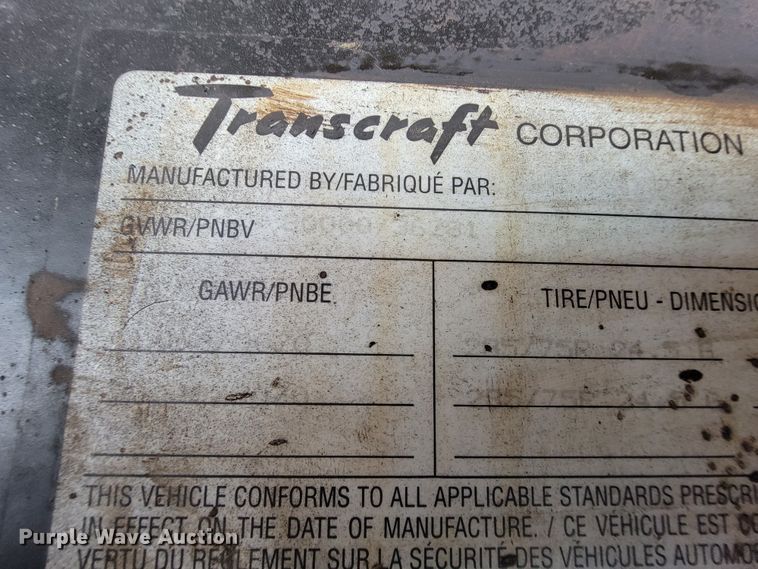 Transcraft CORPORATION
MANUFACTURED BY/FABRIQUÉ PAR:
GVWR/PNBV
GAWR/PNBE TIRE/PNEU - DIMENSIO
THIS VEHICLE CONFORMS TO ALL APPLICABLE STANDARDS PRESCRI
IN EFFECT ON THE DATE OF MANUFACTURE. / CE VÉHICULE EST CO
VERTU DU RÈGLEMENT SUR LA SÉCURITÉ DES VÉHICULES AUTOMO
Purple Wave Auction